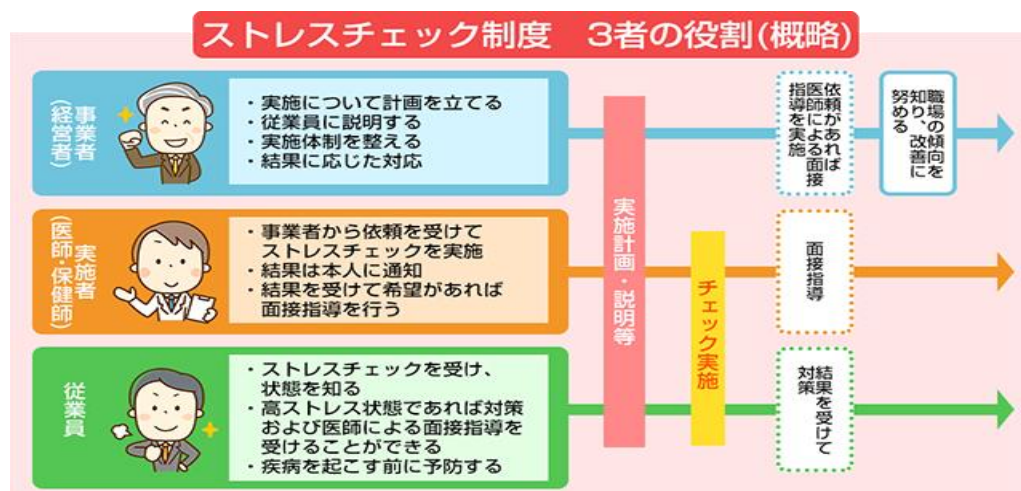 ストレスチェック制度　3者の役割(概略)
事業者
(経営者)
・実施について計画を立てる
・従業員に説明する
・実施体制を整える
・結果に応じた対応
実施者
(医師・保健師)
・事業者から依頼を受けて
ストレスチェックを実施
・結果は本人に通知
・結果を受けて希望があれば
面接指導を行う
従業員
・ストレスチェックを受け、
状態を知る
・高ストレス状態であれば対策
および医師による面接指導を
受けることができる
・疾病を起こす前に予防する
実施計画・説明等
チェック実施
依頼があれば
医師による面接
指導を実施
職場の傾向を
知り、改善に
努める
面接指導
結果を受けて
対策